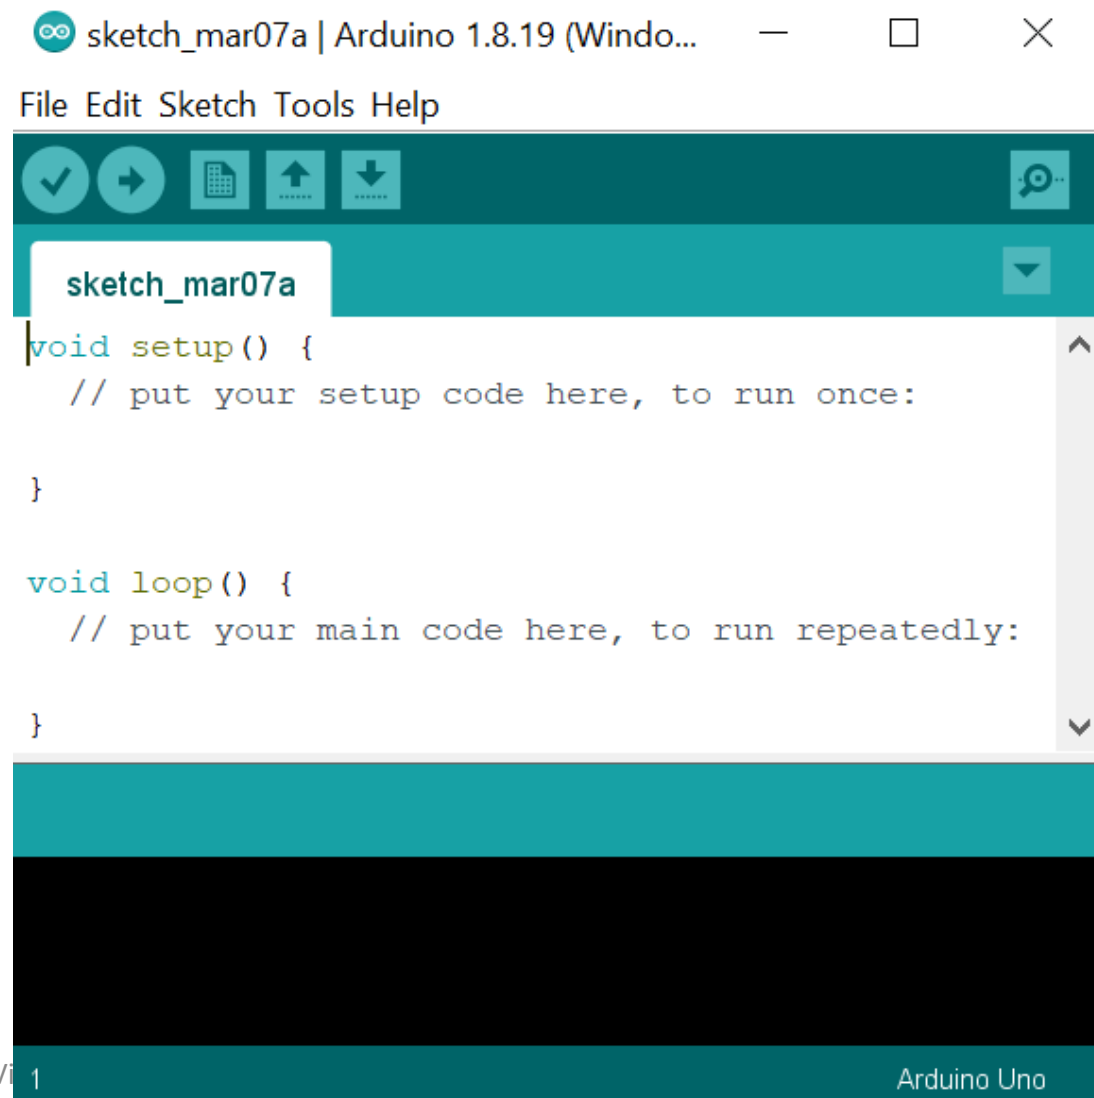 sketch_mar07a | Arduino 1.8.19 (Windo...
File Edit Sketch Tools Help
sketch_mar07a
void setup() {
  // put your setup code here, to run once:
}
void loop() {
  // put your main code here, to run repeatedly:
}
1 Arduino Uno